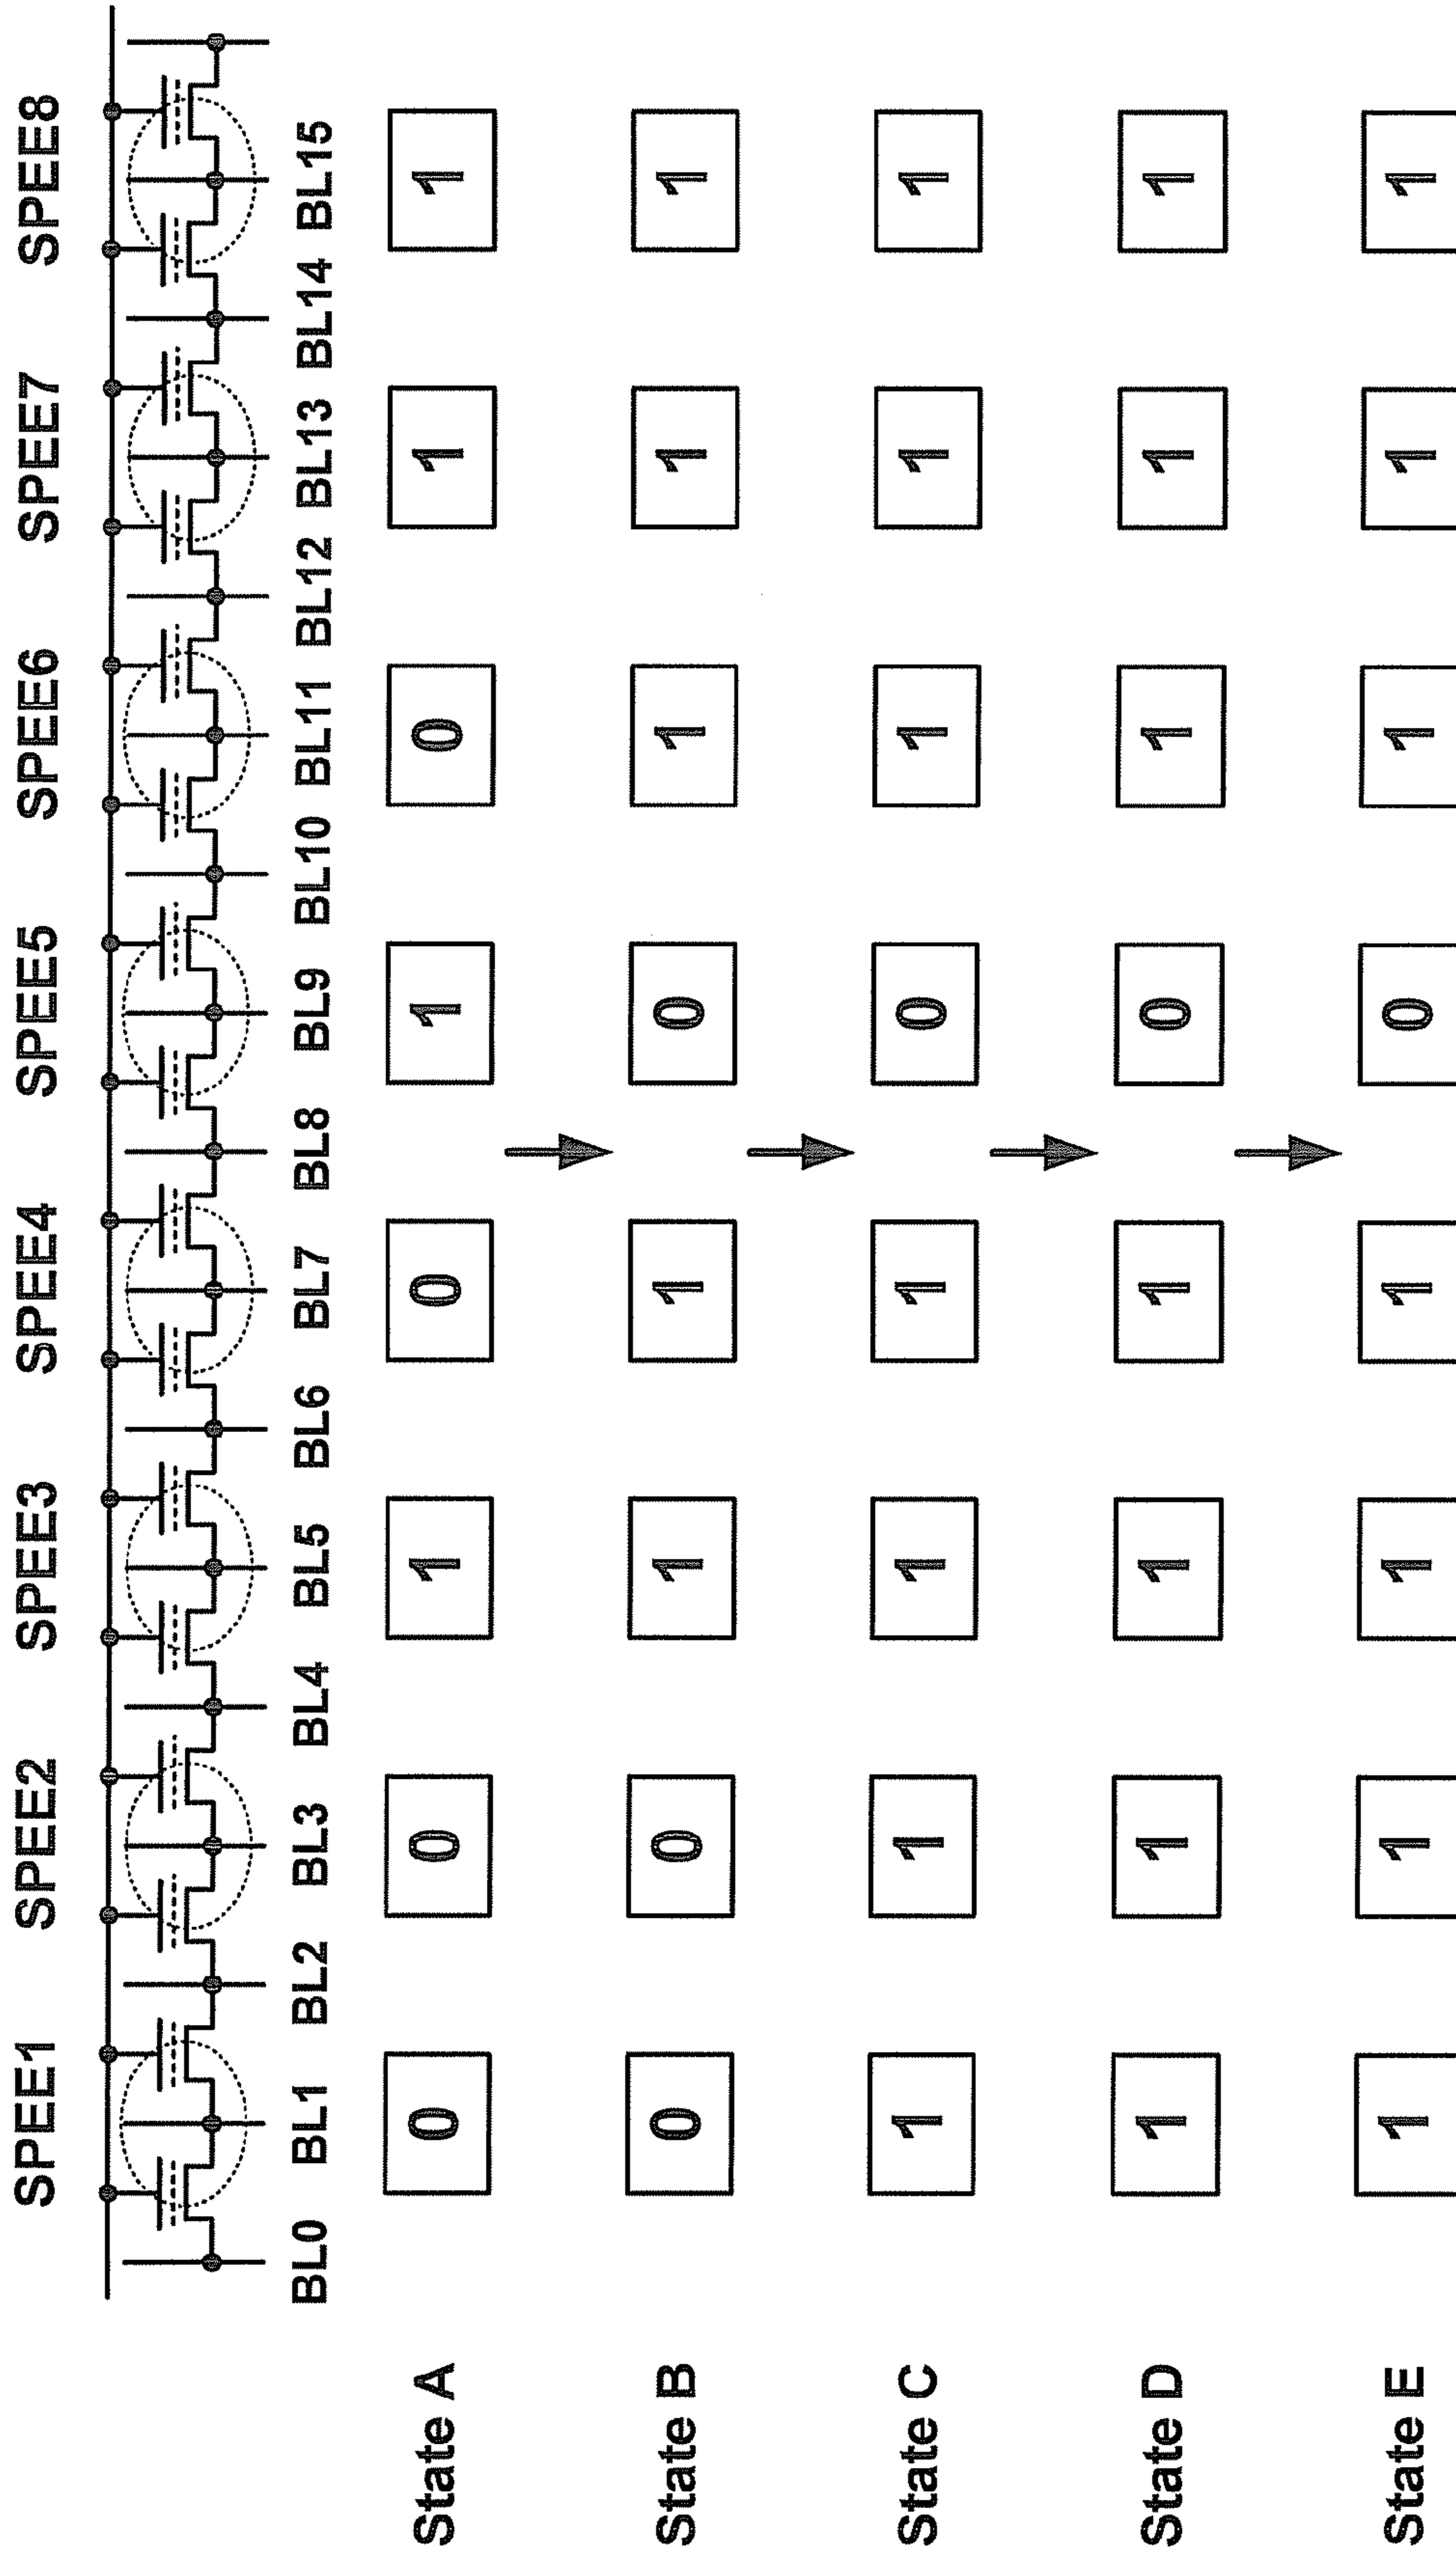 SPEE1 SPEE2 SPEE3 SPEE4 SPEE5 SPEE6 SPEE7 SPEE8
BL0 BL1 BL2 BL3 BL4 BL5 BL6 BL7 BL8 BL9 BL10 BL11 BL12 BL13 BL14 BL15
State A 0 0 1 0 1 0 1 1
State B 0 0 1 1 0 1 1 1
State C 1 1 1 1 0 1 1 1
State D 1 1 1 1 0 1 1 1
State E 1 1 1 1 0 1 1 1